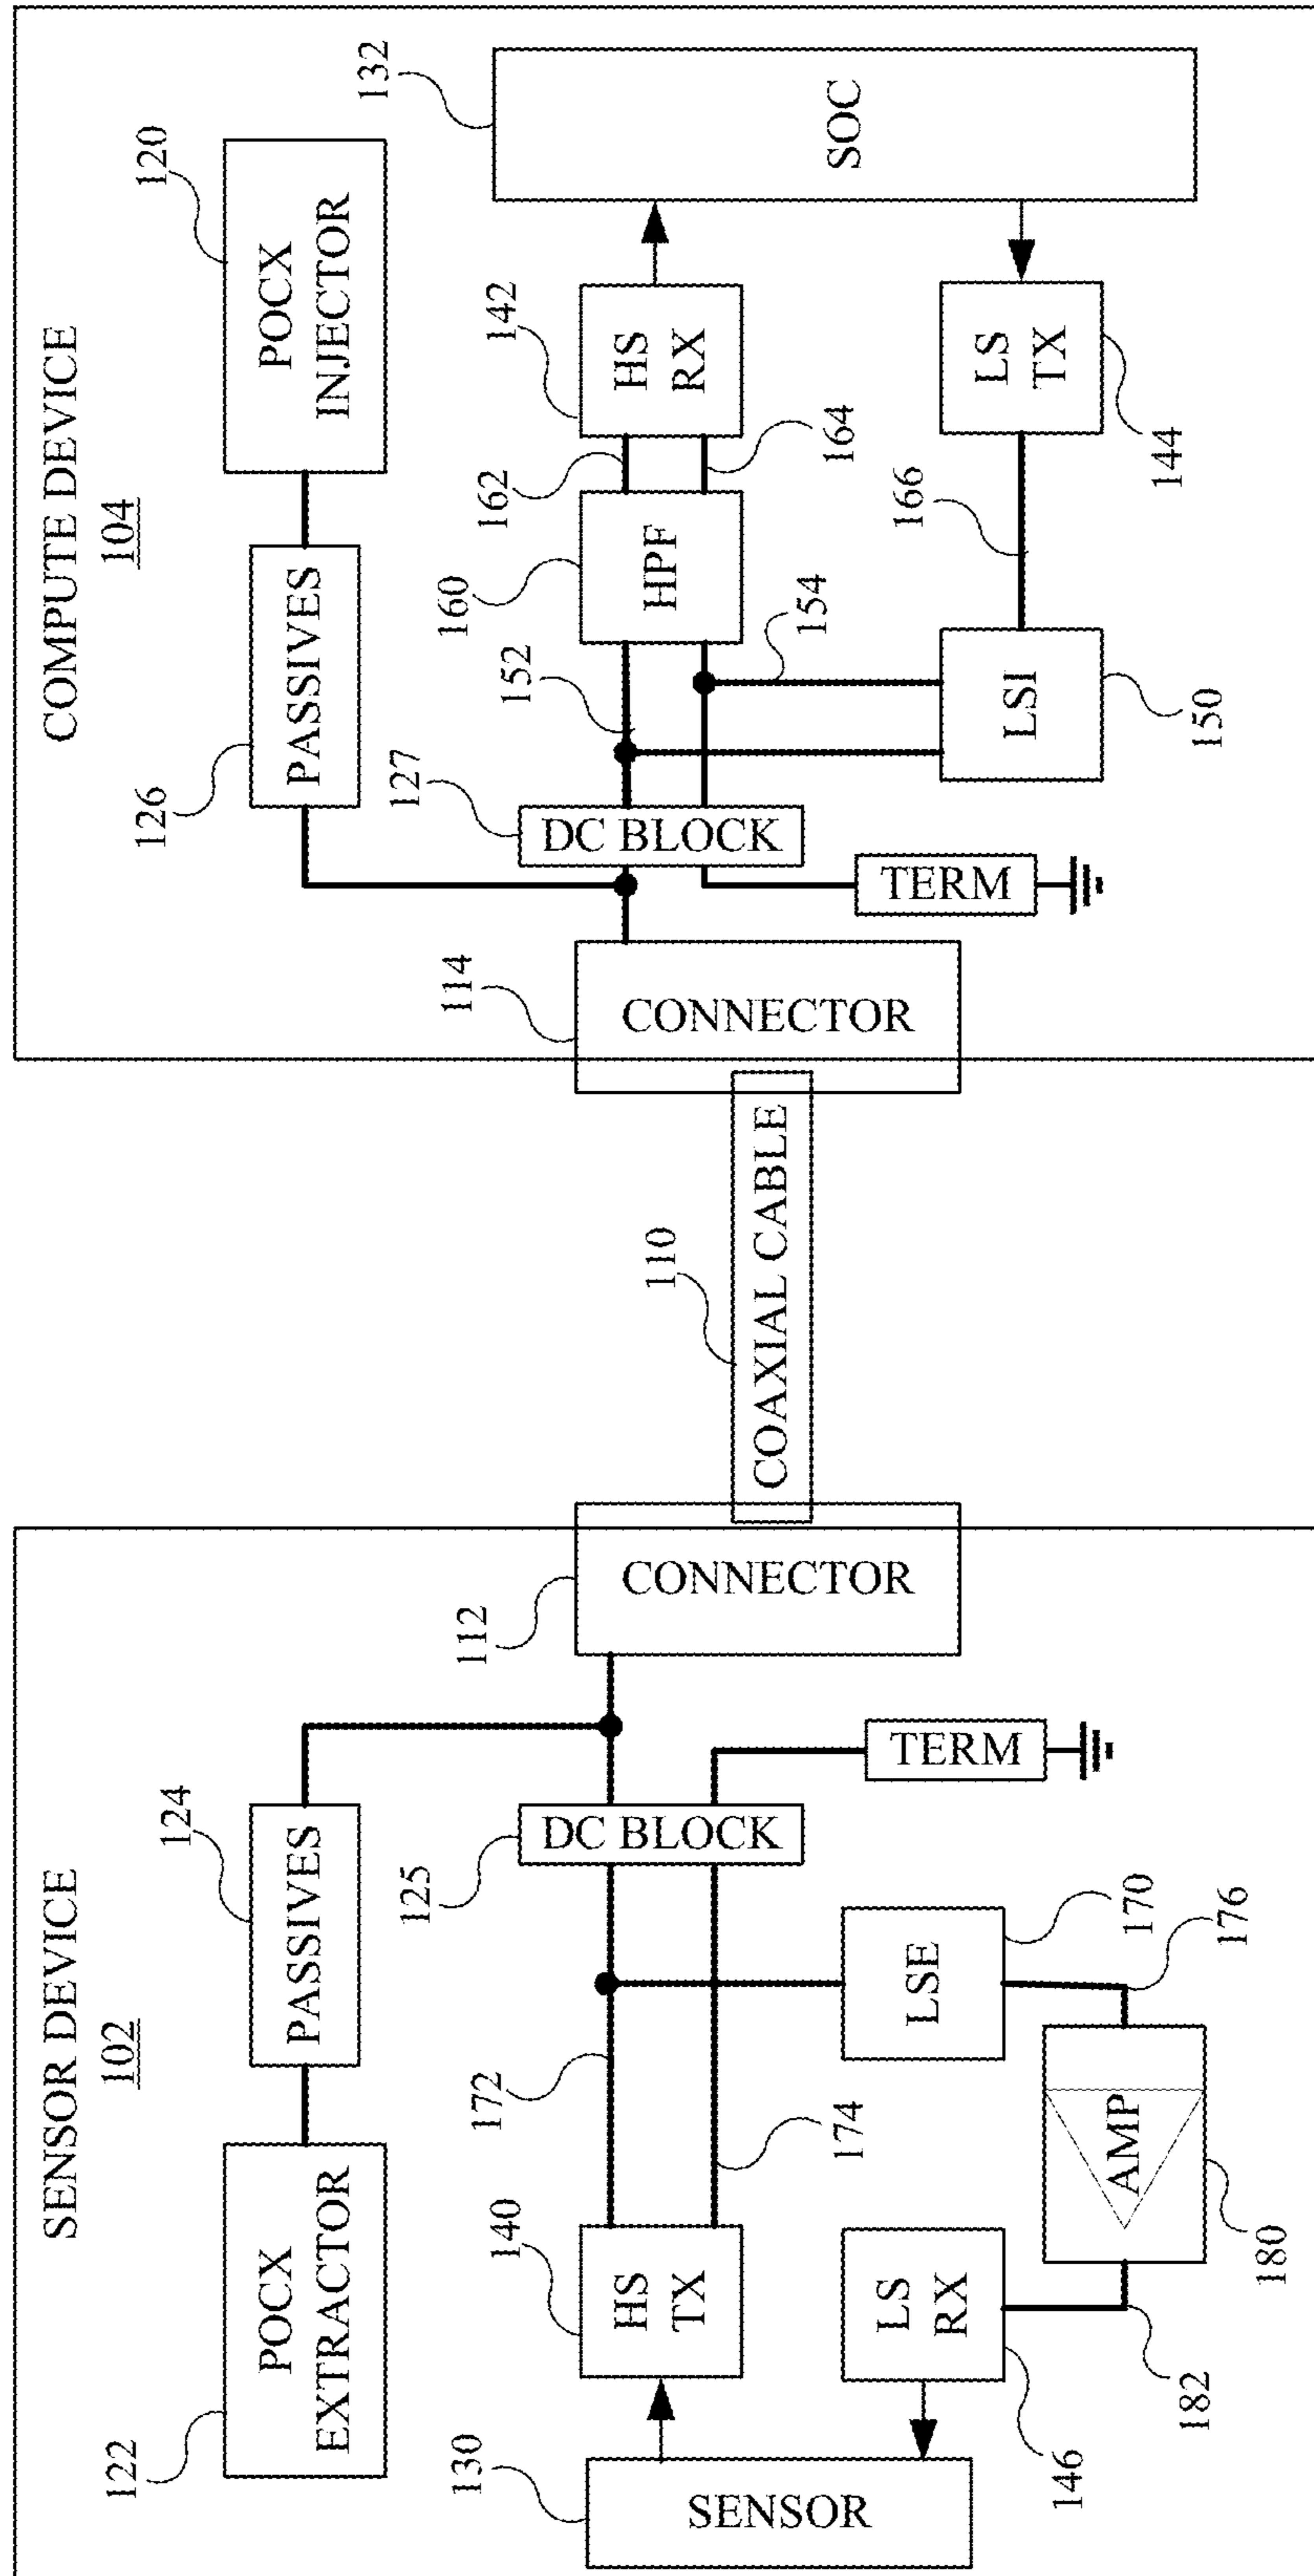 SENSOR DEVICE
102
122
POCX
EXTRACTOR
124
PASSIVES
130
SENSOR
140
HS
TX
172
174
125
DC BLOCK
112
CONNECTOR
TERM
LSE
170
176
LS
RX
146
182
AMP
180
110
COAXIAL CABLE
COMPUTE DEVICE
104
126
PASSIVES
120
POCX
INJECTOR
114
CONNECTOR
127
DC BLOCK
TERM
152
154
160
HPF
162
164
142
HS
RX
132
SOC
LSI
150
166
LS
TX
144